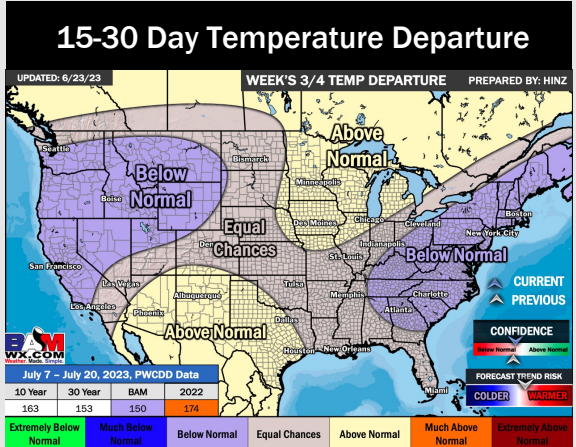 15-30 Day Temperature Departure
UPDATED: 6/23/23
WEEK'S 3/4 TEMP DEPARTURE
PREPARED BY: HINZ
Above
Normal
Seattle
Bismarck
Below
Normal
Minneapolis
Boise
Boston
Des Moines
Chicago
Cleveland
New York City
Equal
Chances
Den
Indianapolis
St. Louis
Below Normal
San Francisco
Las Vegas
Tulsa
Memphis
Charlotte
CURRENT
PREVIOUS
Los Angeles
Albuquerque
Phoenix
Atlanta
Above Normal
Dallas
Houston
New Orleans
Miami
CONFIDENCE
Below Normal
Above Normal
FORECAST TREND RISK
COLDER
WARMER
BAM
WX.COM
Weather. Made. Simple.
July 7 – July 20, 2023, PWCDD Data
10 Year 30 Year BAM 2022
163 153 150 174
Extremely Below Normal
Much Below Normal
Below Normal
Equal Chances
Above Normal
Much Above Normal
Extremely Above Normal